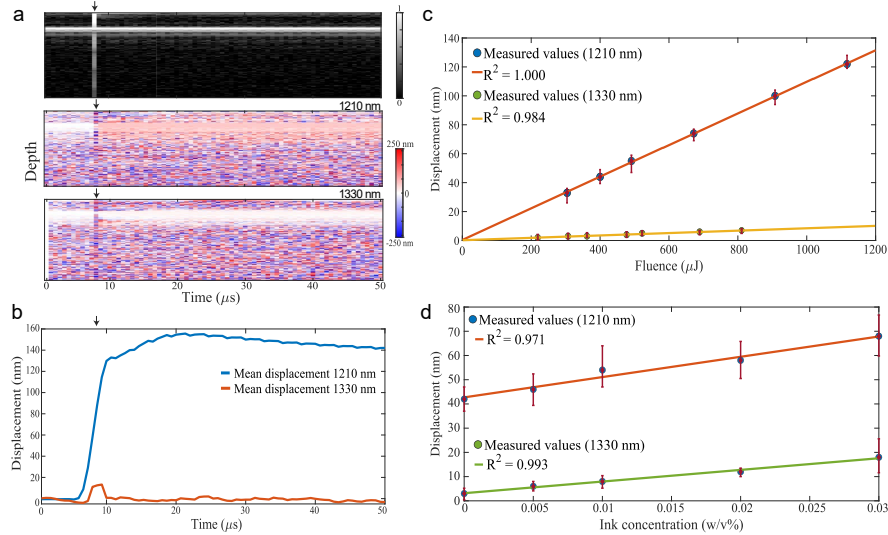 a
1
0
1210 nm
250 nm
0
-250 nm
1330 nm
Depth
0
10
20
30
40
50
Time (µs)
b
160
140
120
100
80
60
40
20
0
Displacement (nm)
Mean displacement 1210 nm
Mean displacement 1330 nm
0
10
20
30
40
50
Time (µs)
c
140
120
100
80
60
40
20
0
Displacement (nm)
Measured values (1210 nm)
R² = 1.000
Measured values (1330 nm)
R² = 0.984
0
200
400
600
800
1000
1200
Fluence (µJ)
d
80
70
60
50
40
30
20
10
0
Displacement (nm)
Measured values (1210 nm)
R² = 0.971
Measured values (1330 nm)
R² = 0.993
0
0.005
0.01
0.015
0.02
0.025
0.03
Ink concentration (w/v%)